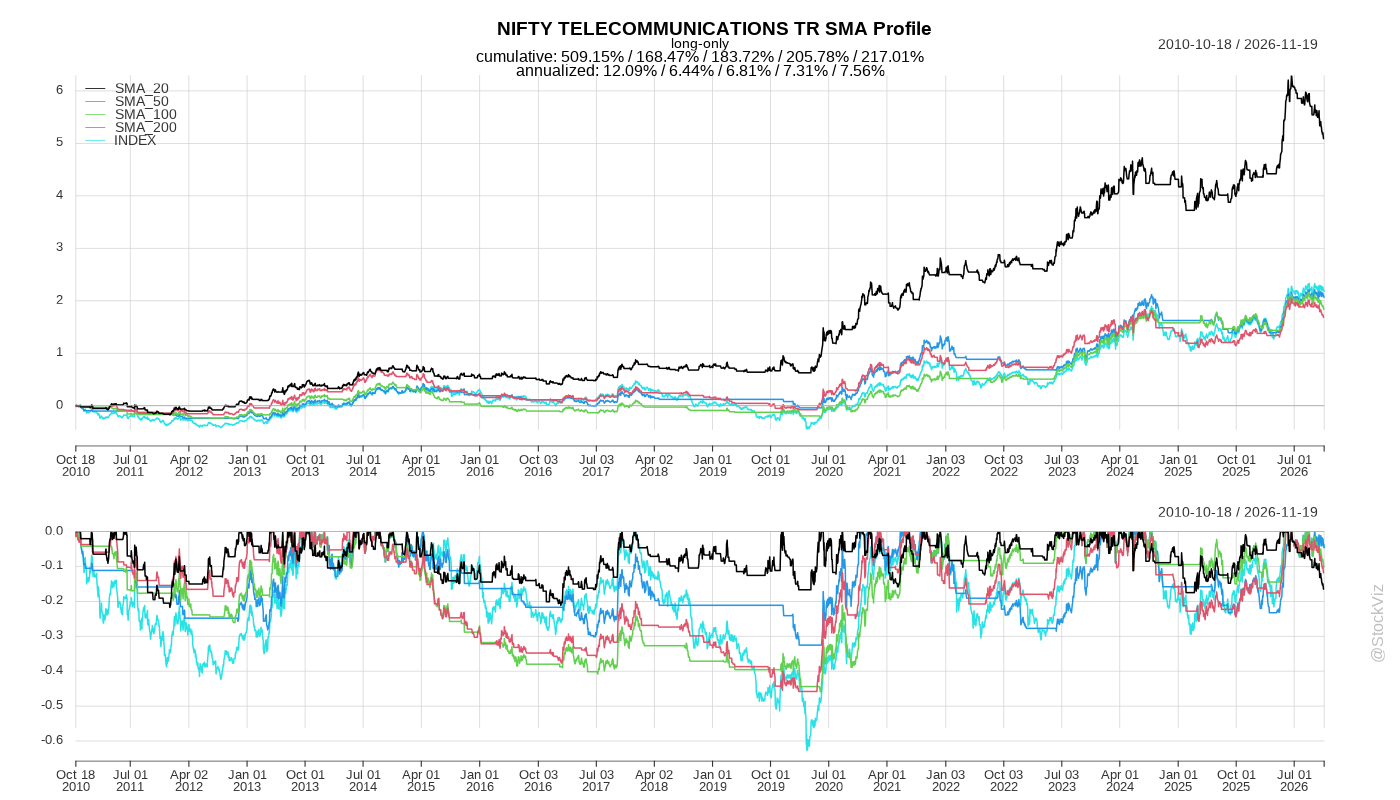 NIFTY TELECOMMUNICATIONS TR SMA Profile
long-only
2010-10-18 / 2026-11-19
cumulative: 509.15% / 168.47% / 183.72% / 205.78% / 217.01%
annualized: 12.09% / 6.44% / 6.81% / 7.31% / 7.56%
SMA_20
SMA_50
SMA_100
SMA_200
INDEX
6
5
4
3
2
1
0
Oct 18 Jul 01 Apr 02 Jan 01 Oct 01 Jul 01 Apr 01 Jan 01 Oct 03 Jul 03 Apr 02 Jan 01 Oct 01 Jul 01 Apr 01 Jan 03 Oct 03 Jul 03 Apr 01 Jan 01 Oct 01 Jul 01
2010 2011 2012 2013 2013 2014 2015 2016 2016 2017 2018 2019 2019 2020 2021 2022 2022 2023 2024 2025 2025 2026
2010-10-18 / 2026-11-19
0.0
-0.1
-0.2
-0.3
-0.4
-0.5
-0.6
Oct 18 Jul 01 Apr 02 Jan 01 Oct 01 Jul 01 Apr 01 Jan 01 Oct 03 Jul 03 Apr 02 Jan 01 Oct 01 Jul 01 Apr 01 Jan 03 Oct 03 Jul 03 Apr 01 Jan 01 Oct 01 Jul 01
2010 2011 2012 2013 2013 2014 2015 2016 2016 2017 2018 2019 2019 2020 2021 2022 2022 2023 2024 2025 2025 2026
@StockViz